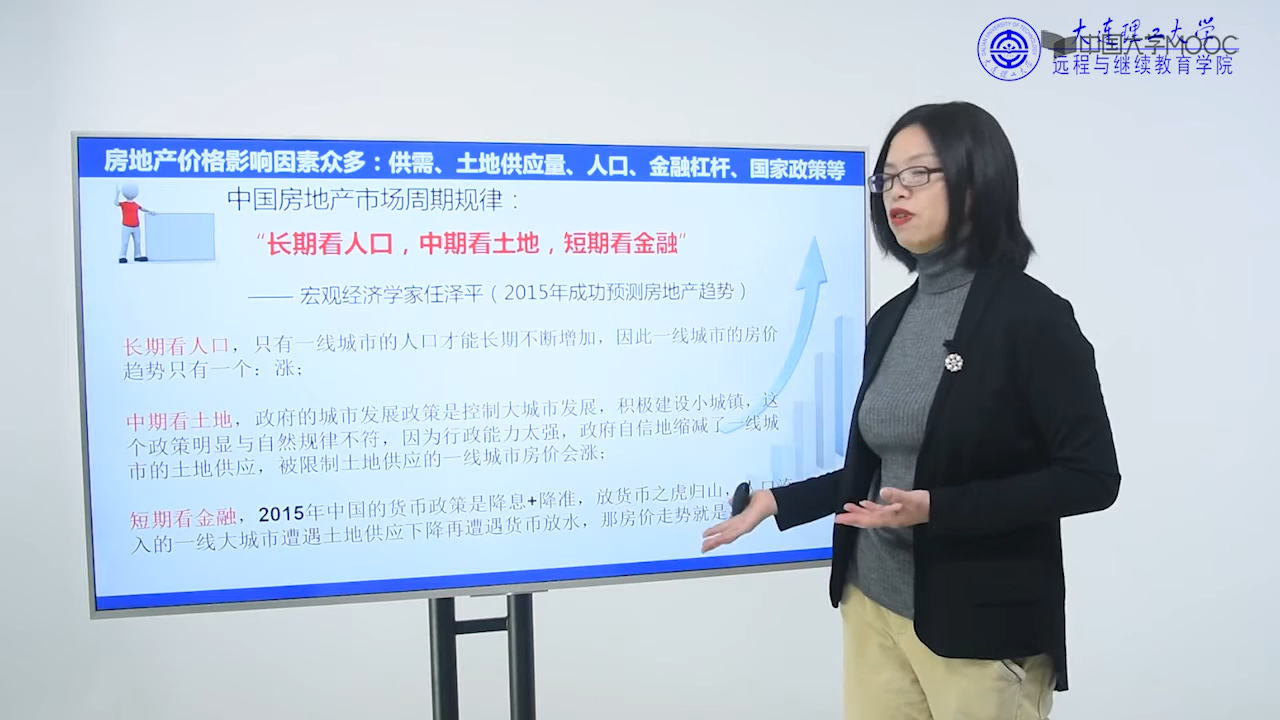 大连理工大学
中国大学MOOC
远程与继续教育学院
房地产价格影响因素众多：供需、土地供应量、人口、金融杠杆、国家政策等
中国房地产市场周期规律：
“长期看人口，中期看土地，短期看金融”
—— 宏观经济学家任泽平（2015年成功预测房地产趋势）
长期看人口，只有一线城市的人口才能长期不断增加，因此一线城市的房价
趋势只有一个：涨；
中期看土地，政府的城市发展政策是控制大城市发展，积极建设小城镇，这
个政策明显与自然规律不符，因为行政能力太强，政府自信地缩减了一线城
市的土地供应，被限制土地供应的一线城市房价会涨；
短期看金融，2015年中国的货币政策是降息+降准，放货币之虎归山，人口流
入的一线大城市遭遇土地供应下降再遭遇货币放水，那房价走势就是